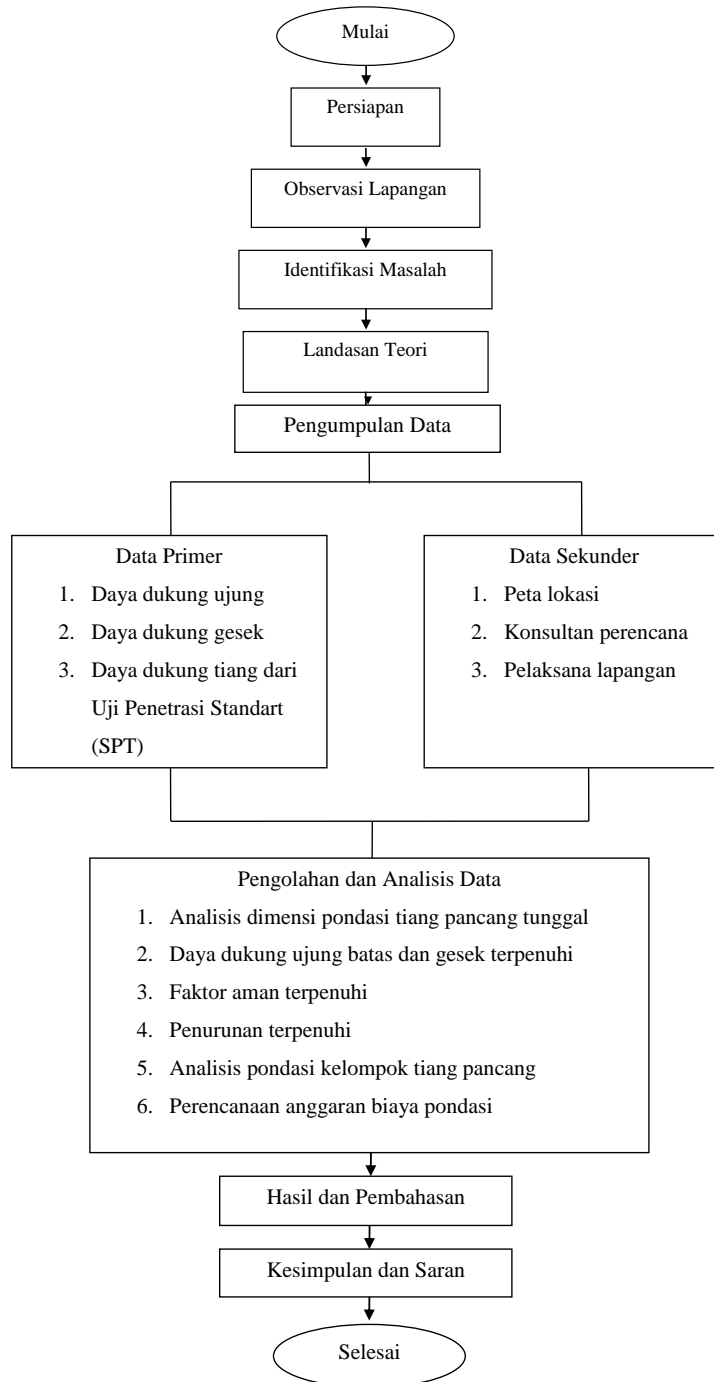 Mulai
Persiapan
Observasi Lapangan
Identifikasi Masalah
Landasan Teori
Pengumpulan Data
Data Primer
1. Daya dukung ujung
2. Daya dukung gesek
3. Daya dukung tiang dari
Uji Penetrasi Standart
(SPT)
Data Sekunder
1. Peta lokasi
2. Konsultan perencana
3. Pelaksana lapangan
Pengolahan dan Analisis Data
1. Analisis dimensi pondasi tiang pancang tunggal
2. Daya dukung ujung batas dan gesek terpenuhi
3. Faktor aman terpenuhi
4. Penurunan terpenuhi
5. Analisis pondasi kelompok tiang pancang
6. Perencanaan anggaran biaya pondasi
Hasil dan Pembahasan
Kesimpulan dan Saran
Selesai